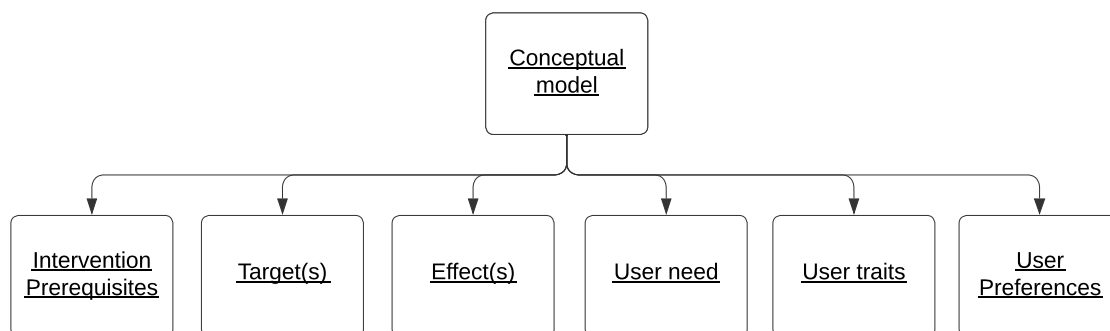 Conceptual
model
Intervention
Prerequisites
Target(s)
Effect(s)
User need
User traits
User
Preferences